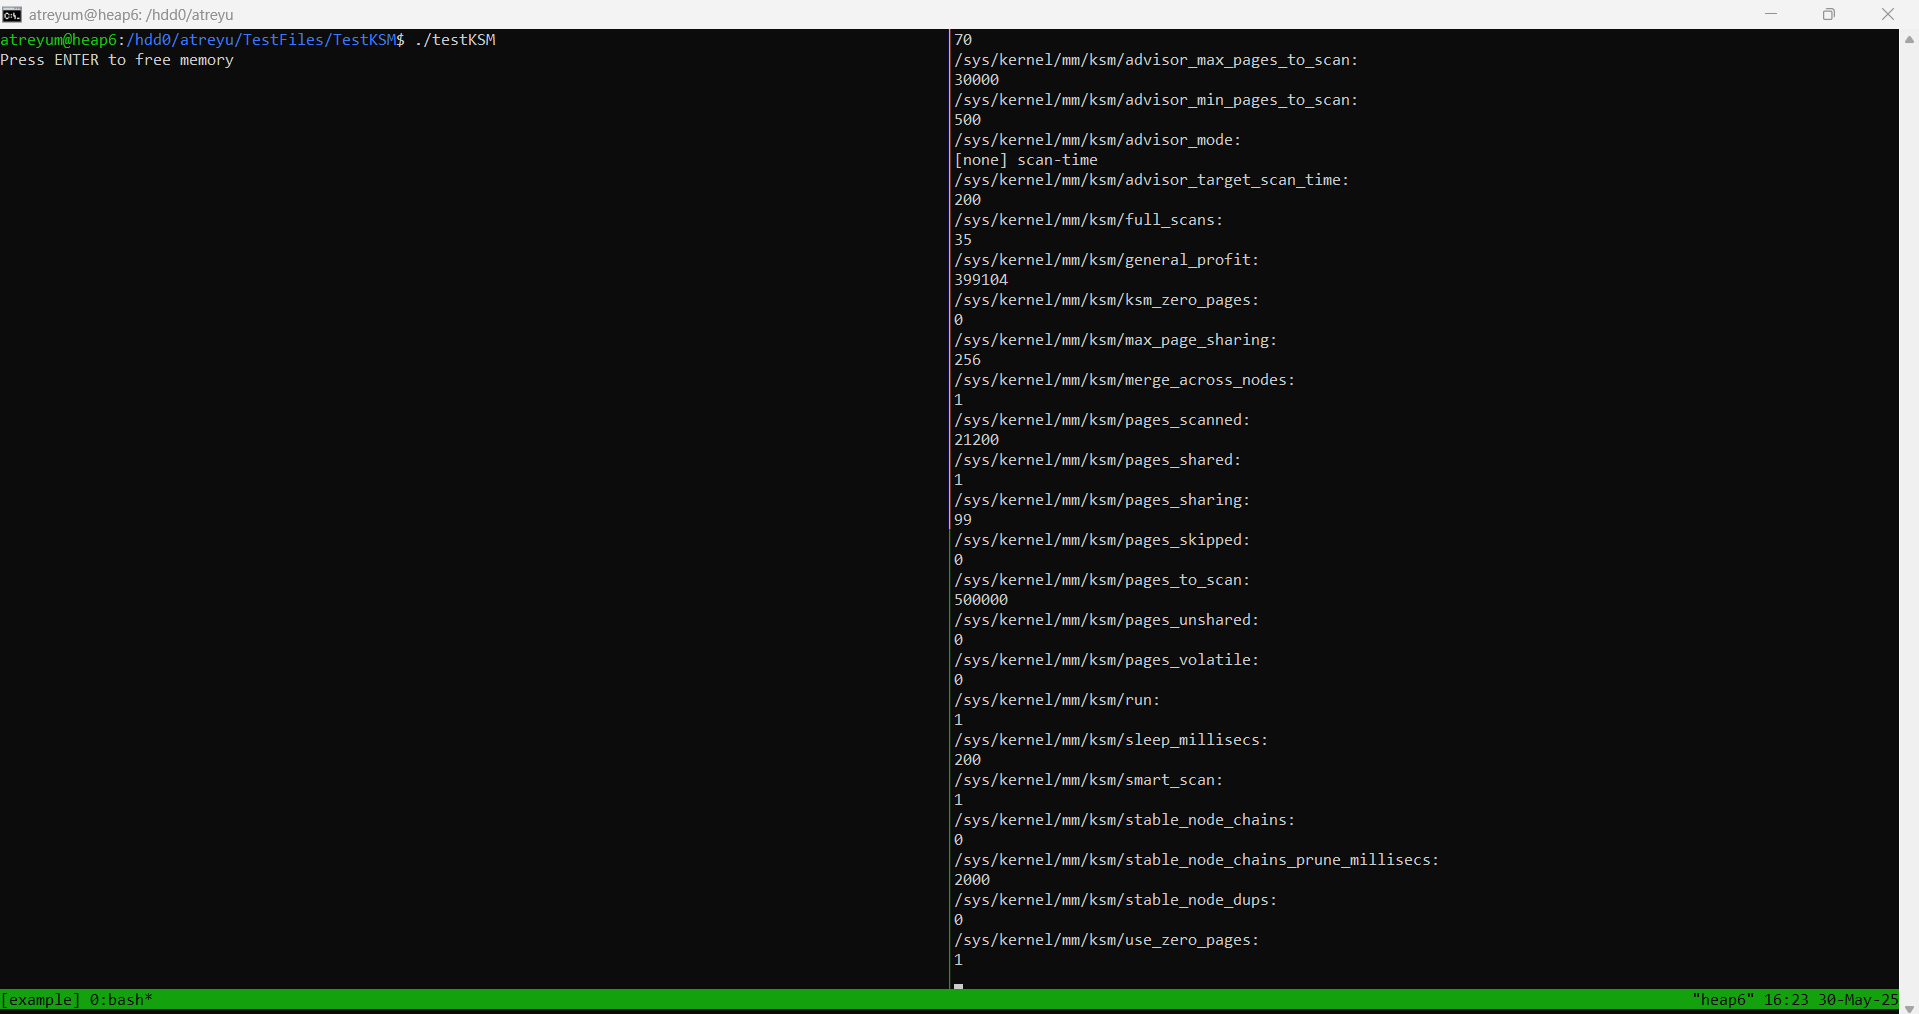 atreyum@heap6: /hdd0/atreyu
atreyum@heap6:/hdd0/atreyu/TestFiles/TestKSM$ ./testKSM
Press ENTER to free memory
70
/sys/kernel/mm/ksm/advisor_max_pages_to_scan:
30000
/sys/kernel/mm/ksm/advisor_min_pages_to_scan:
500
/sys/kernel/mm/ksm/advisor_mode:
[none] scan-time
/sys/kernel/mm/ksm/advisor_target_scan_time:
200
/sys/kernel/mm/ksm/full_scans:
35
/sys/kernel/mm/ksm/general_profit:
399104
/sys/kernel/mm/ksm/ksm_zero_pages:
0
/sys/kernel/mm/ksm/max_page_sharing:
256
/sys/kernel/mm/ksm/merge_across_nodes:
1
/sys/kernel/mm/ksm/pages_scanned:
21200
/sys/kernel/mm/ksm/pages_shared:
1
/sys/kernel/mm/ksm/pages_sharing:
99
/sys/kernel/mm/ksm/pages_skipped:
0
/sys/kernel/mm/ksm/pages_to_scan:
500000
/sys/kernel/mm/ksm/pages_unshared:
0
/sys/kernel/mm/ksm/pages_volatile:
0
/sys/kernel/mm/ksm/run:
1
/sys/kernel/mm/ksm/sleep_millisecs:
200
/sys/kernel/mm/ksm/smart_scan:
1
/sys/kernel/mm/ksm/stable_node_chains:
0
/sys/kernel/mm/ksm/stable_node_chains_prune_millisecs:
2000
/sys/kernel/mm/ksm/stable_node_dups:
0
/sys/kernel/mm/ksm/use_zero_pages:
1
[example] 0:bash* "heap6" 16:23 30-May-25